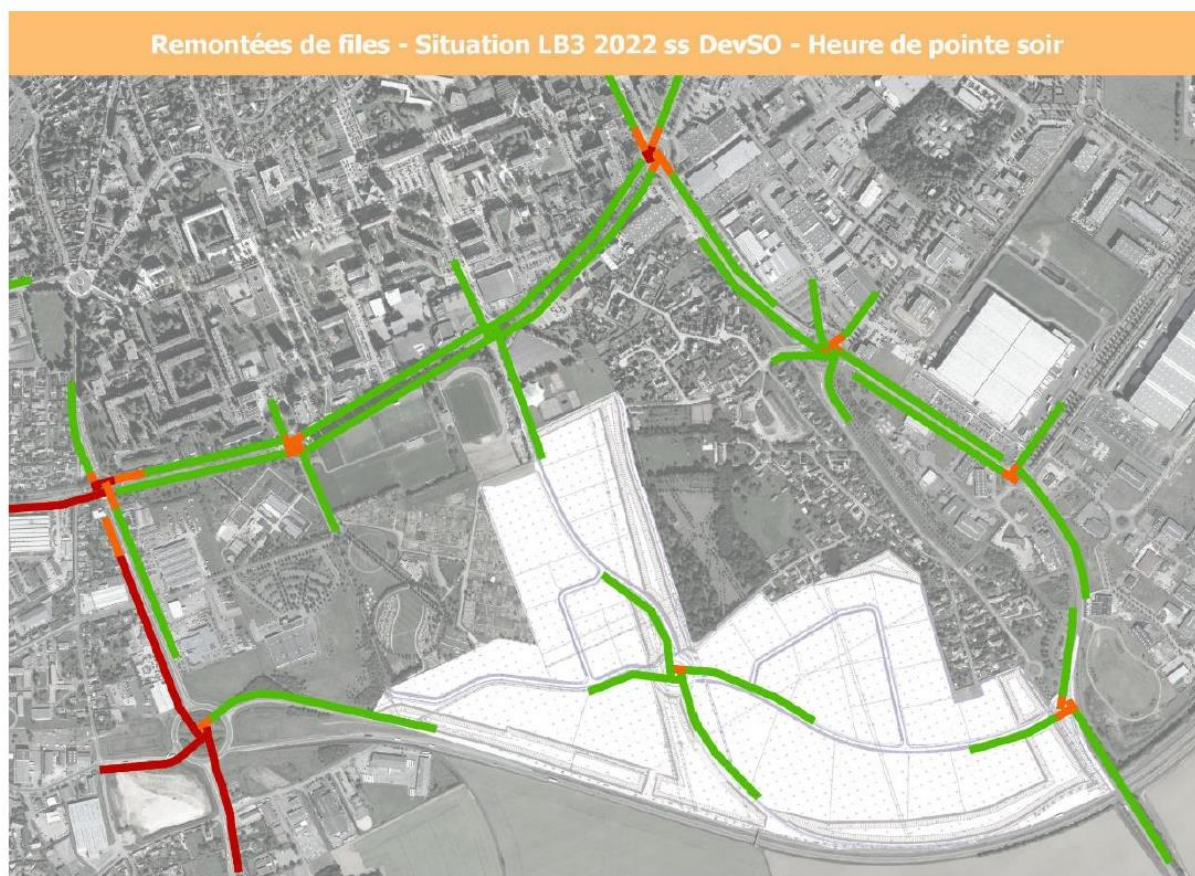 Remontées de files - Situation LB3 2022 ss DevSO - Heure de pointe soir